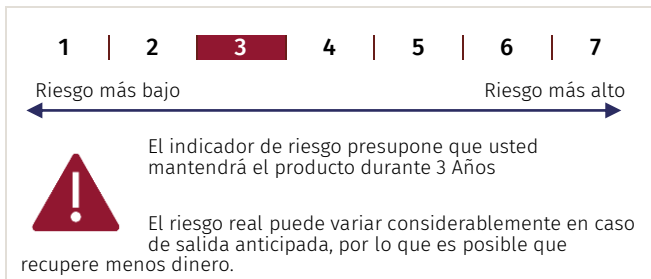 1 2 3 4 5 6 7
Riesgo más bajo Riesgo más alto
El indicador de riesgo presupone que usted
mantendrá el producto durante 3 Años
El riesgo real puede variar considerablemente en caso
de salida anticipada, por lo que es posible que
recupere menos dinero.